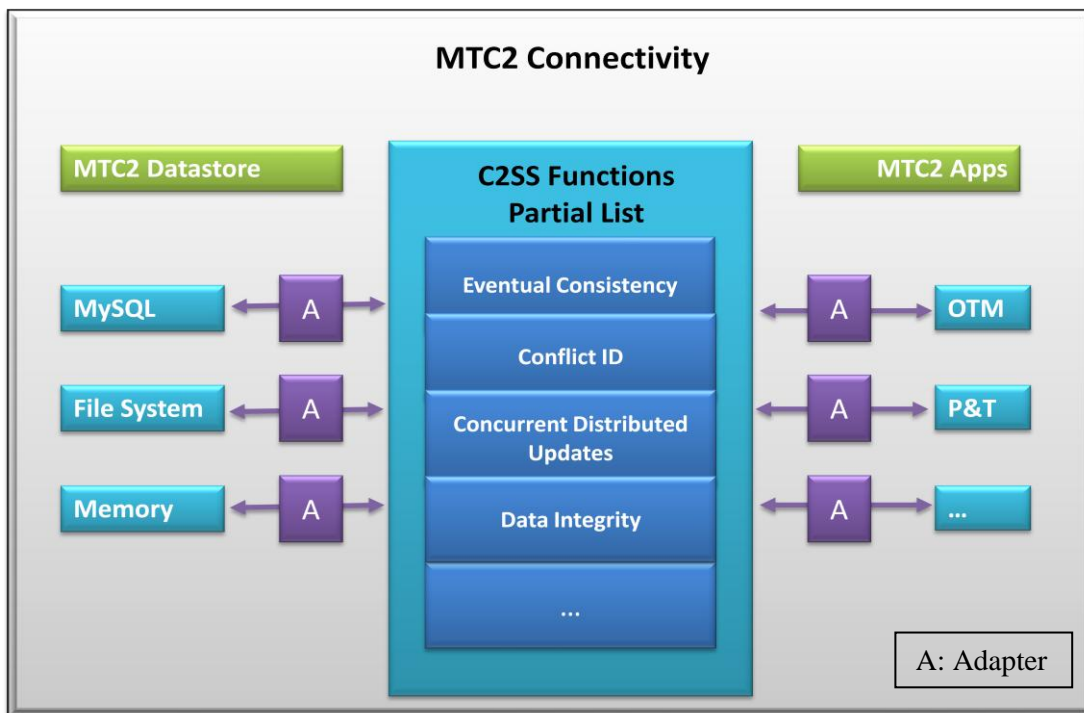 MTC2 Connectivity
MTC2 Datastore
C2SS Functions
Partial List
MTC2 Apps
Eventual Consistency
MySQL
A
A
OTM
Conflict ID
File System
A
Concurrent Distributed
Updates
A
P&T
Memory
A
Data Integrity
A
...
...
A: Adapter